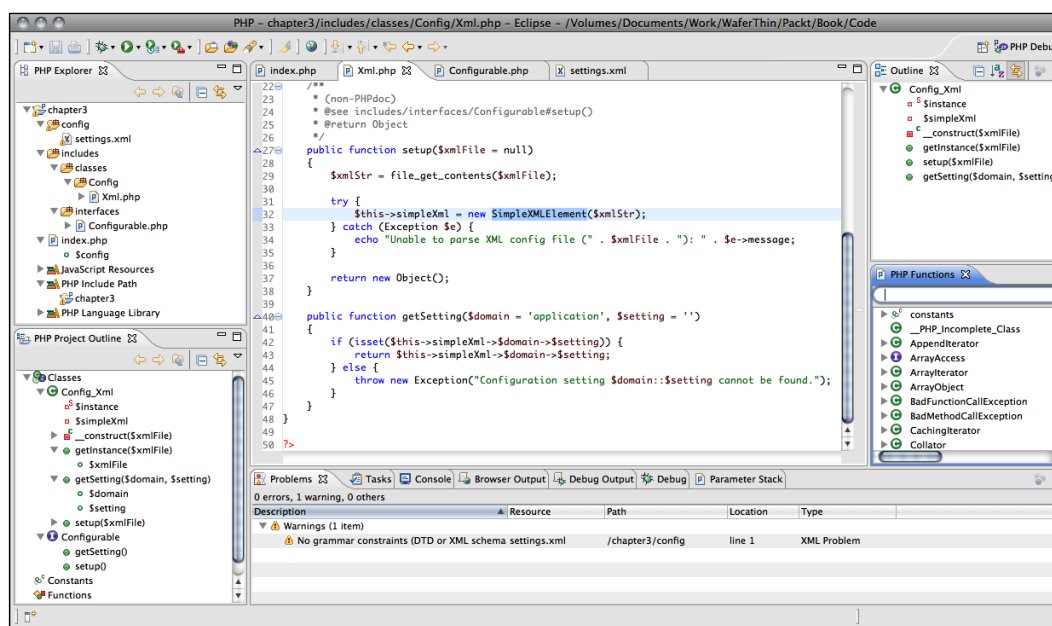 PHP – chapter3/includes/classes/Config/Xml.php – Eclipse – /Volumes/Documents/Work/WaferThin/Packt/Book/Code
PHP Debu
PHP Explorer
chapter3
config
settings.xml
includes
classes
Config
Xml.php
interfaces
Configurable.php
index.php
$config
JavaScript Resources
PHP Include Path
chapter3
PHP Language Library
PHP Project Outline
Classes
Config_Xml
$instance
$simpleXml
__construct($xmlFile)
getInstance($xmlFile)
$xmlFile
getSetting($domain, $setting)
$domain
$setting
setup($xmlFile)
Configurable
getSetting()
setup()
Constants
Functions
index.php Xml.php Configurable.php settings.xml
22 /**
23 * (non-PHPdoc)
24 * @see includes/interfaces/Configurable#setup()
25 * @return Object
26 */
27 public function setup($xmlFile = null)
28 {
29 $xmlStr = file_get_contents($xmlFile);
30
31 try {
32 $this->simpleXml = new SimpleXMLElement($xmlStr);
33 } catch (Exception $e) {
34 echo "Unable to parse XML config file (" . $xmlFile . "): " . $e->message;
35 }
36
37 return new Object();
38 }
39
40 public function getSetting($domain = 'application', $setting = '')
41 {
42 if (isset($this->simpleXml->$domain->$setting)) {
43 return $this->simpleXml->$domain->$setting;
44 } else {
45 throw new Exception("Configuration setting $domain::$setting cannot be found.");
46 }
47 }
48 }
49
50 ?>
Outline
Config_Xml
$instance
$simpleXml
__construct($xmlFile)
getInstance($xmlFile)
setup($xmlFile)
getSetting($domain, $setting
PHP Functions
constants
__PHP_Incomplete_Class
AppendIterator
ArrayAccess
ArrayIterator
ArrayObject
BadFunctionCallException
BadMethodCallException
CachingIterator
Collator
Problems Tasks Console Browser Output Debug Output Debug Parameter Stack
0 errors, 1 warning, 0 others
Description Resource Path Location Type
Warnings (1 item)
No grammar constraints (DTD or XML schema settings.xml /chapter3/config line 1 XML Problem